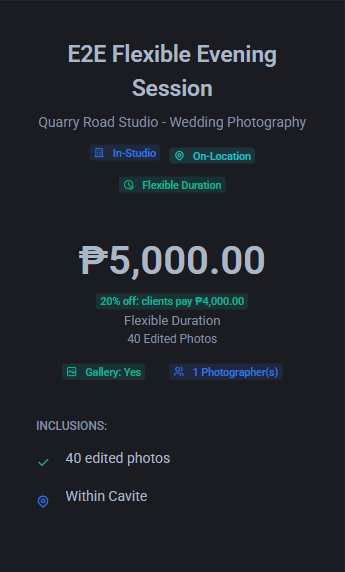 E2E Flexible Evening
Session
Quarry Road Studio - Wedding Photography
In-Studio
On-Location
Flexible Duration
₱5,000.00
20% off: clients pay ₱4,000.00
Flexible Duration
40 Edited Photos
Gallery: Yes
1 Photographer(s)
INCLUSIONS:
40 edited photos
Within Cavite